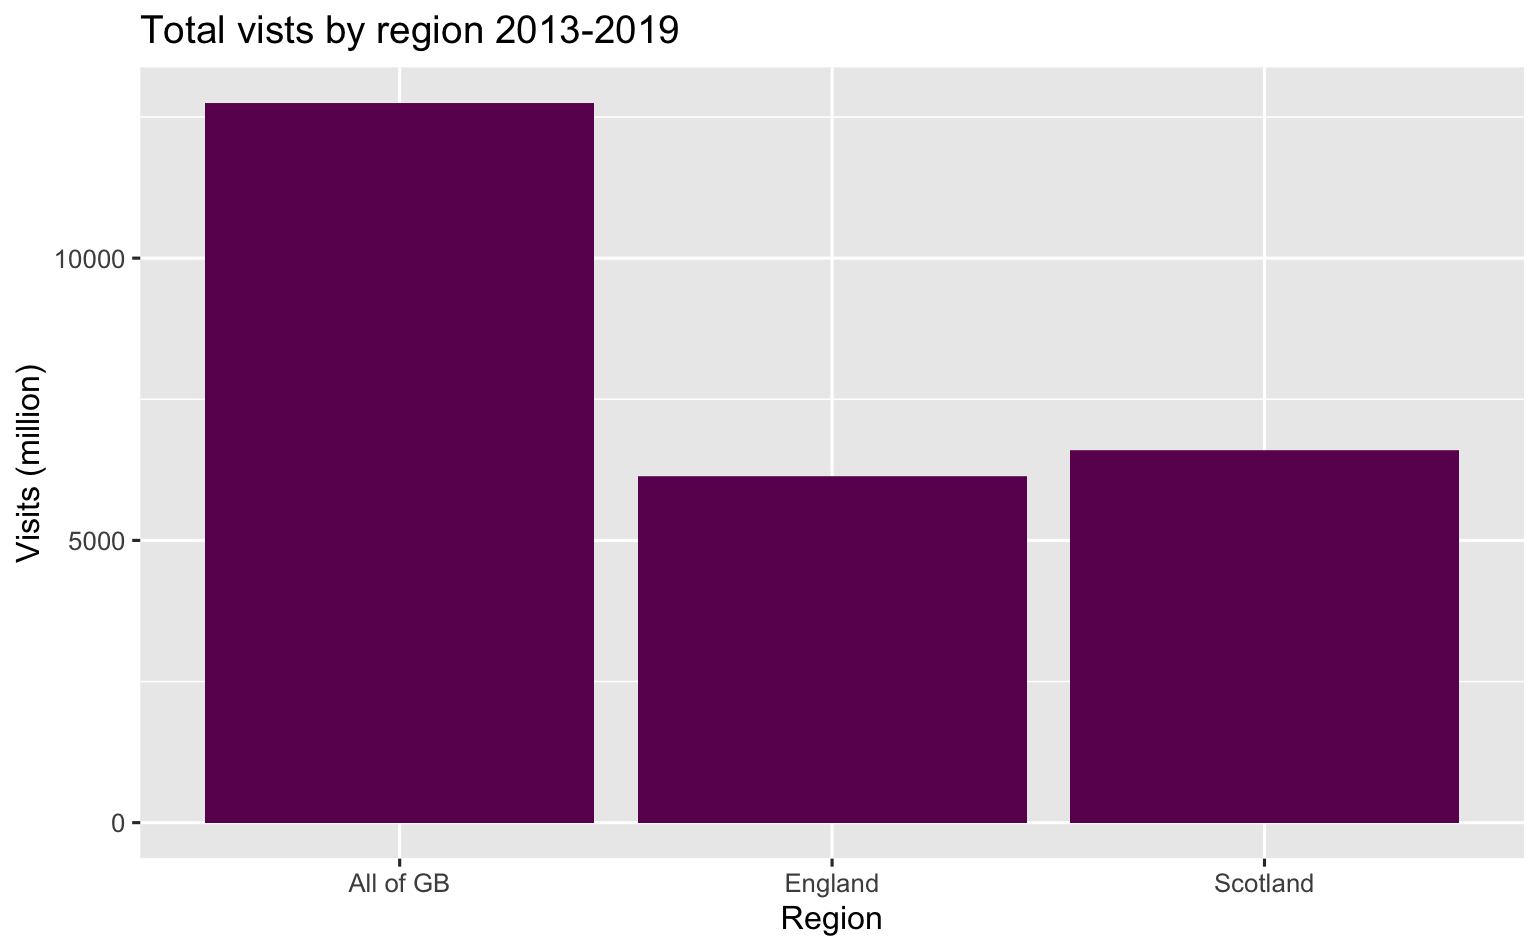 Total vists by region 2013-2019
Visits (million)
10000
5000
0
All of GB England Scotland
Region